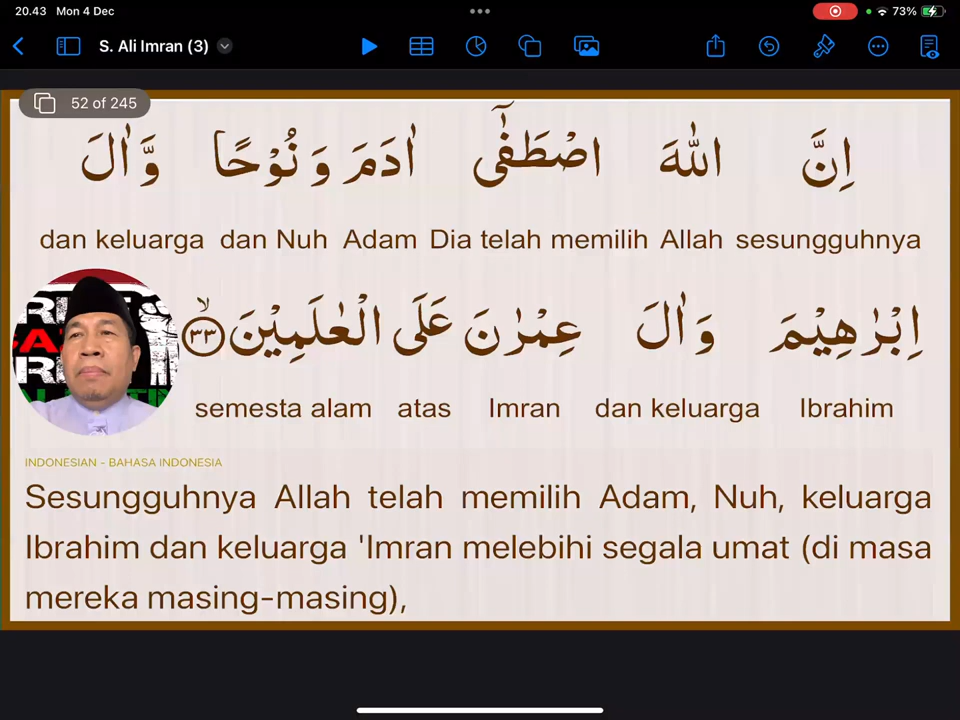 20.43 Mon 4 Dec
73%
S. Ali Imran (3)
52 of 245
اِنَّ اللّٰهَ اصْطَفٰٓى اٰدَمَ وَنُوْحًا وَّاٰلَ
dan keluarga dan Nuh Adam Dia telah memilih Allah sesungguhnya
اِبْرٰهِيْمَ وَاٰلَ عِمْرٰنَ عَلَى الْعٰلَمِيْنَۙ ٣٣
semesta alam atas Imran dan keluarga Ibrahim
INDONESIAN - BAHASA INDONESIA
Sesungguhnya Allah telah memilih Adam, Nuh, keluarga
Ibrahim dan keluarga 'Imran melebihi segala umat (di masa
mereka masing-masing),